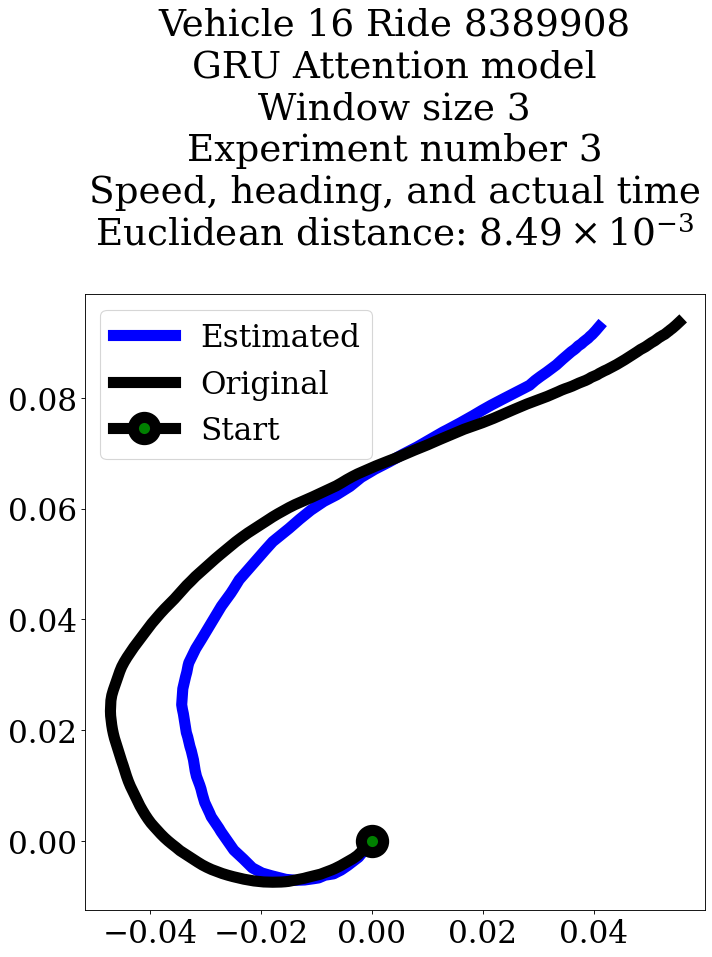 Vehicle 16 Ride 8389908
GRU Attention model
Window size 3
Experiment number 3
Speed, heading, and actual time
Euclidean distance: 8.49 × 10⁻³
Estimated
Original
Start
0.08
0.06
0.04
0.02
0.00
−0.04 −0.02 0.00 0.02 0.04